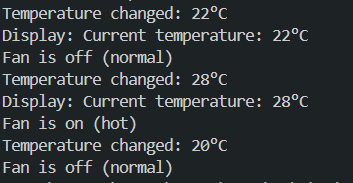 Temperature changed: 22°C
Display: Current temperature: 22°C
Fan is off (normal)
Temperature changed: 28°C
Display: Current temperature: 28°C
Fan is on (hot)
Temperature changed: 20°C
Fan is off (normal)